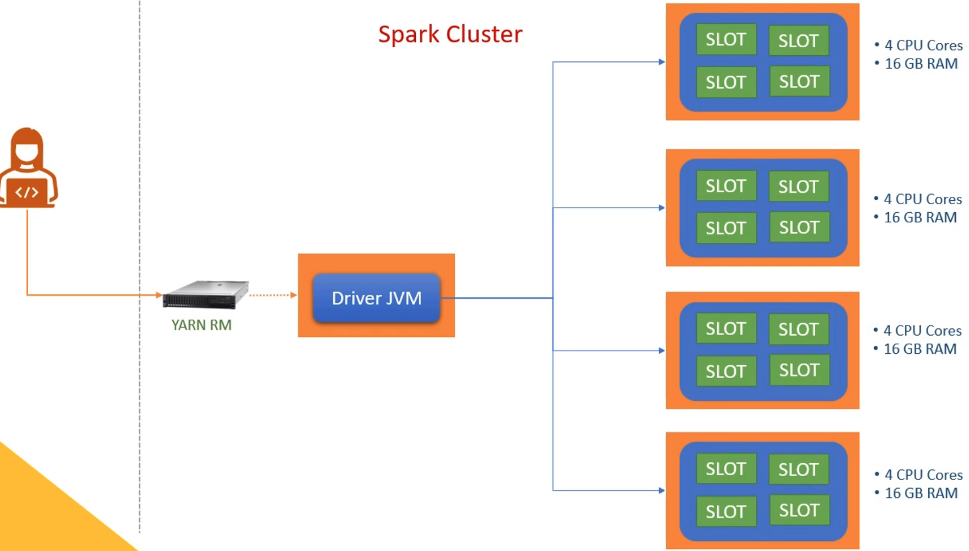 Spark Cluster
</>
YARN RM
Driver JVM
SLOT SLOT
SLOT SLOT
• 4 CPU Cores
• 16 GB RAM
SLOT SLOT
SLOT SLOT
• 4 CPU Cores
• 16 GB RAM
SLOT SLOT
SLOT SLOT
• 4 CPU Cores
• 16 GB RAM
SLOT SLOT
SLOT SLOT
• 4 CPU Cores
• 16 GB RAM